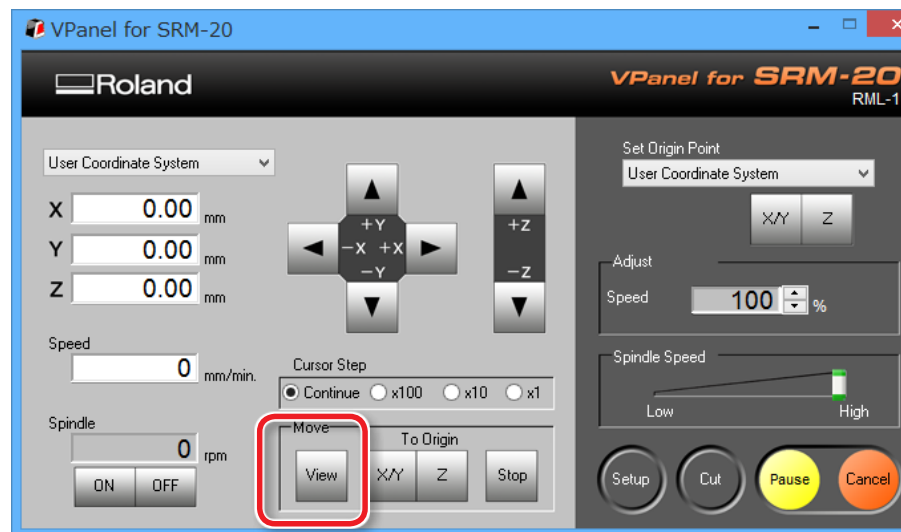 VPanel for SRM-20
Roland
VPanel for SRM-20
RML-1
User Coordinate System
X 0.00 mm
Y 0.00 mm
Z 0.00 mm
Speed
0 mm/min.
Spindle
0 rpm
ON OFF
+Y
-X +X
-Y
+Z
-Z
Cursor Step
Continue x100 x10 x1
Move
To Origin
View X/Y Z Stop
Set Origin Point
User Coordinate System
X/Y Z
Adjust
Speed 100 %
Spindle Speed
Low High
Setup Cut Pause Cancel